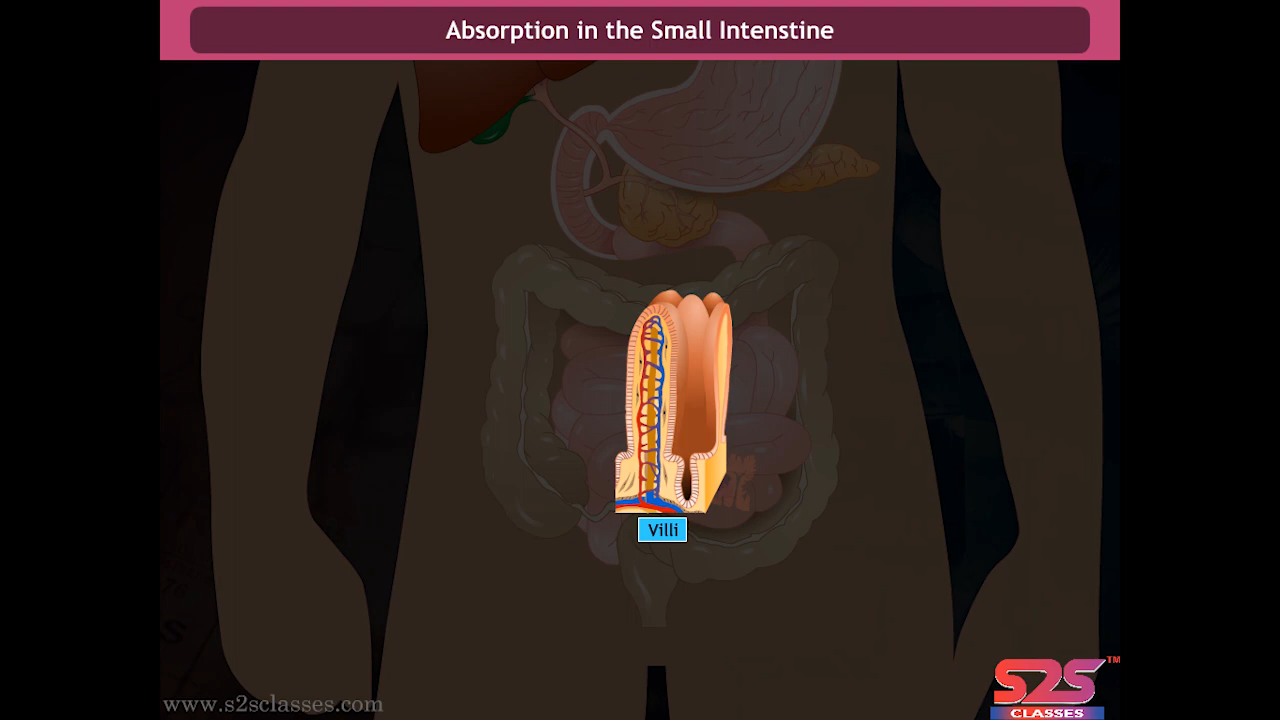 Absorption in the Small Intenstine
Villi
www.s2sclasses.com
S2S TM
CLASSES